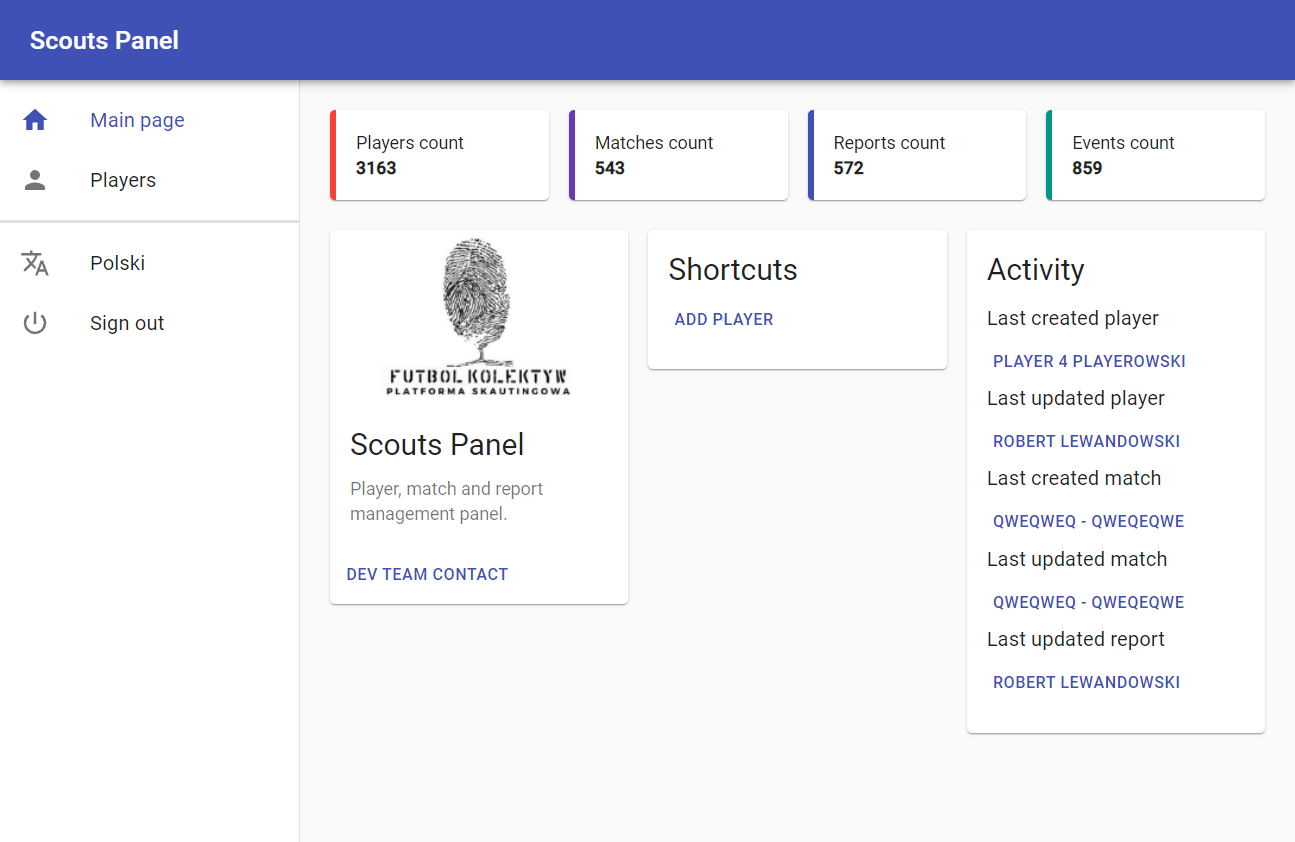 Scouts Panel
Main page
Players
Polski
Sign out
Players count
3163
Matches count
543
Reports count
572
Events count
859
FUTBOL KOLEKTYW
PLATFORMA SKAUTINGOWA
Scouts Panel
Player, match and report
management panel.
DEV TEAM CONTACT
Shortcuts
ADD PLAYER
Activity
Last created player
PLAYER 4 PLAYEROWSKI
Last updated player
ROBERT LEWANDOWSKI
Last created match
QWEQWEQ - QWEQEQWE
Last updated match
QWEQWEQ - QWEQEQWE
Last updated report
ROBERT LEWANDOWSKI